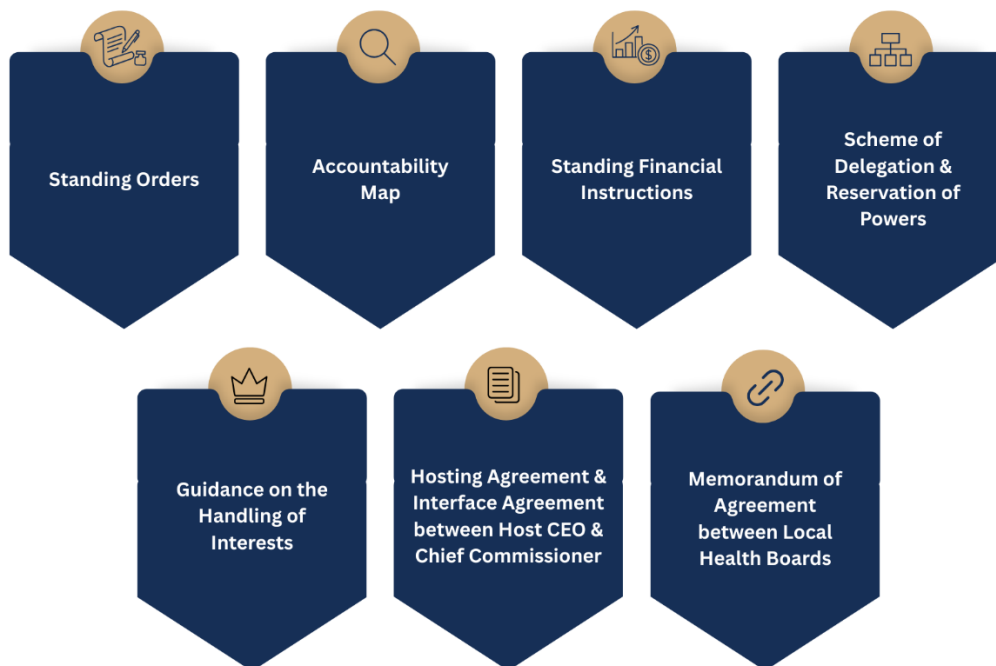 Standing Orders
Accountability
Map
Standing Financial
Instructions
Scheme of
Delegation &
Reservation of
Powers
Guidance on the
Handling of
Interests
Hosting Agreement &
Interface Agreement
between Host CEO &
Chief Commissioner
Memorandum of
Agreement
between Local
Health Boards